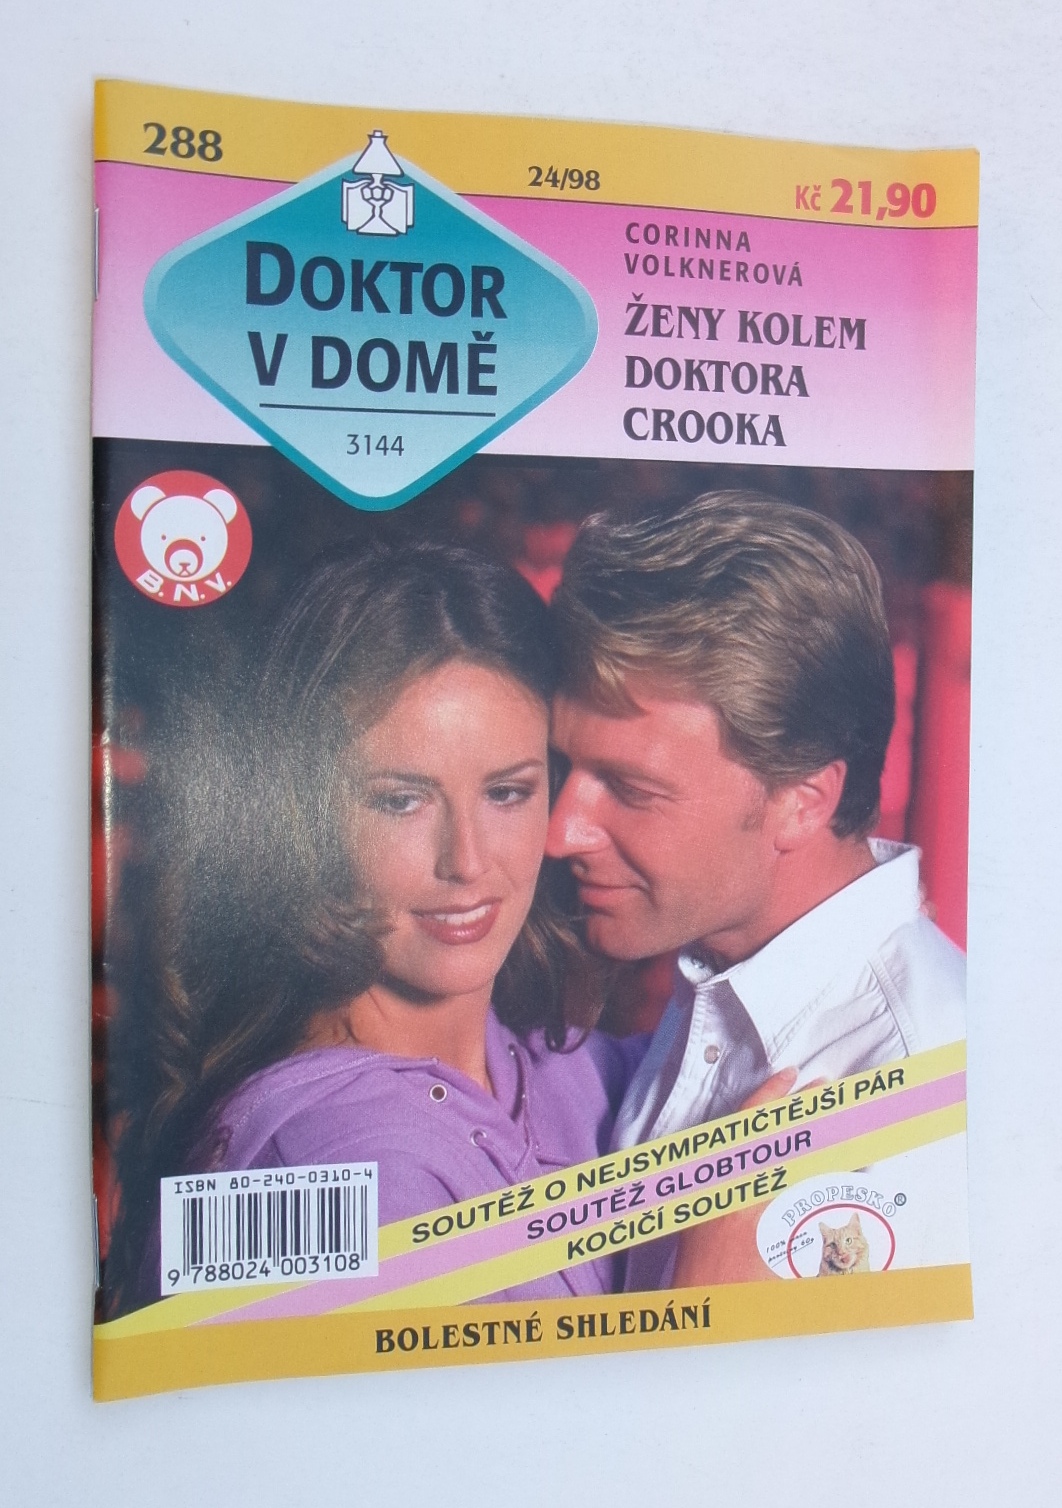 288
24/98
Kč 21,90
DOKTOR
V DOMĚ
3144
CORINNA
VOLKNEROVÁ
ŽENY KOLEM
DOKTORA
CROOKA
B.N.V.
SOUTĚŽ O NEJSYMPATIČTĚJŠÍ PÁR
SOUTĚŽ GLOBTOUR
KOČIČÍ SOUTĚŽ
PROPESKO®
ISBN 80-240-0310-4
9 788024 003108
BOLESTNÉ SHLEDÁNÍ